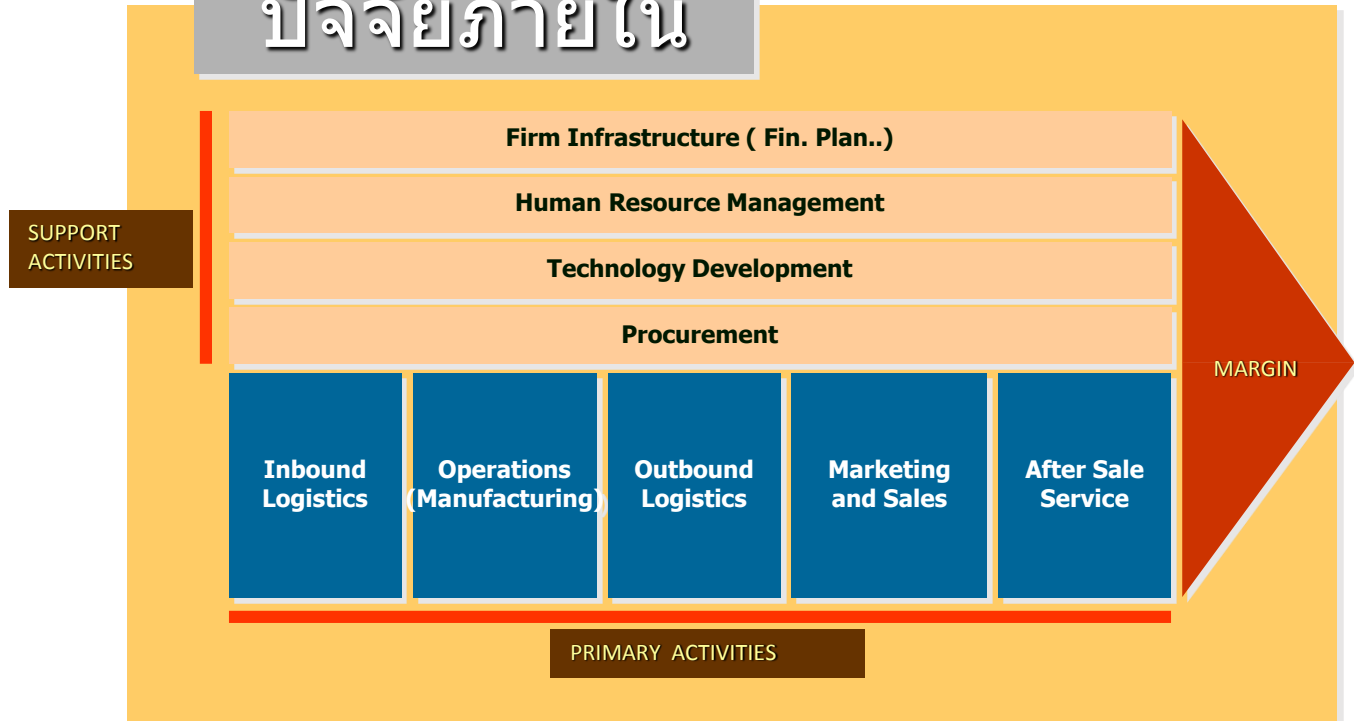 ปัจจัยภายใน
Firm Infrastructure ( Fin. Plan..)
Human Resource Management
SUPPORT
ACTIVITIES
Technology Development
Procurement
MARGIN
Inbound
Logistics
Operations
(Manufacturing)
Outbound
Logistics
Marketing
and Sales
After Sale
Service
PRIMARY ACTIVITIES